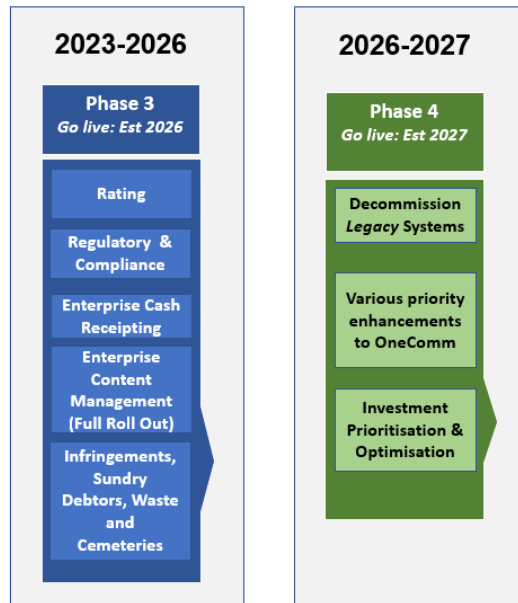 2023-2026
Phase 3
Go live: Est 2026
Rating
Regulatory &
Compliance
Enterprise Cash
Receipting
Enterprise
Content
Management
(Full Roll Out)
Infringements,
Sundry
Debtors, Waste
and
Cemeteries
2026-2027
Phase 4
Go live: Est 2027
Decommission
Legacy Systems
Various priority
enhancements
to OneComm
Investment
Prioritisation &
Optimisation